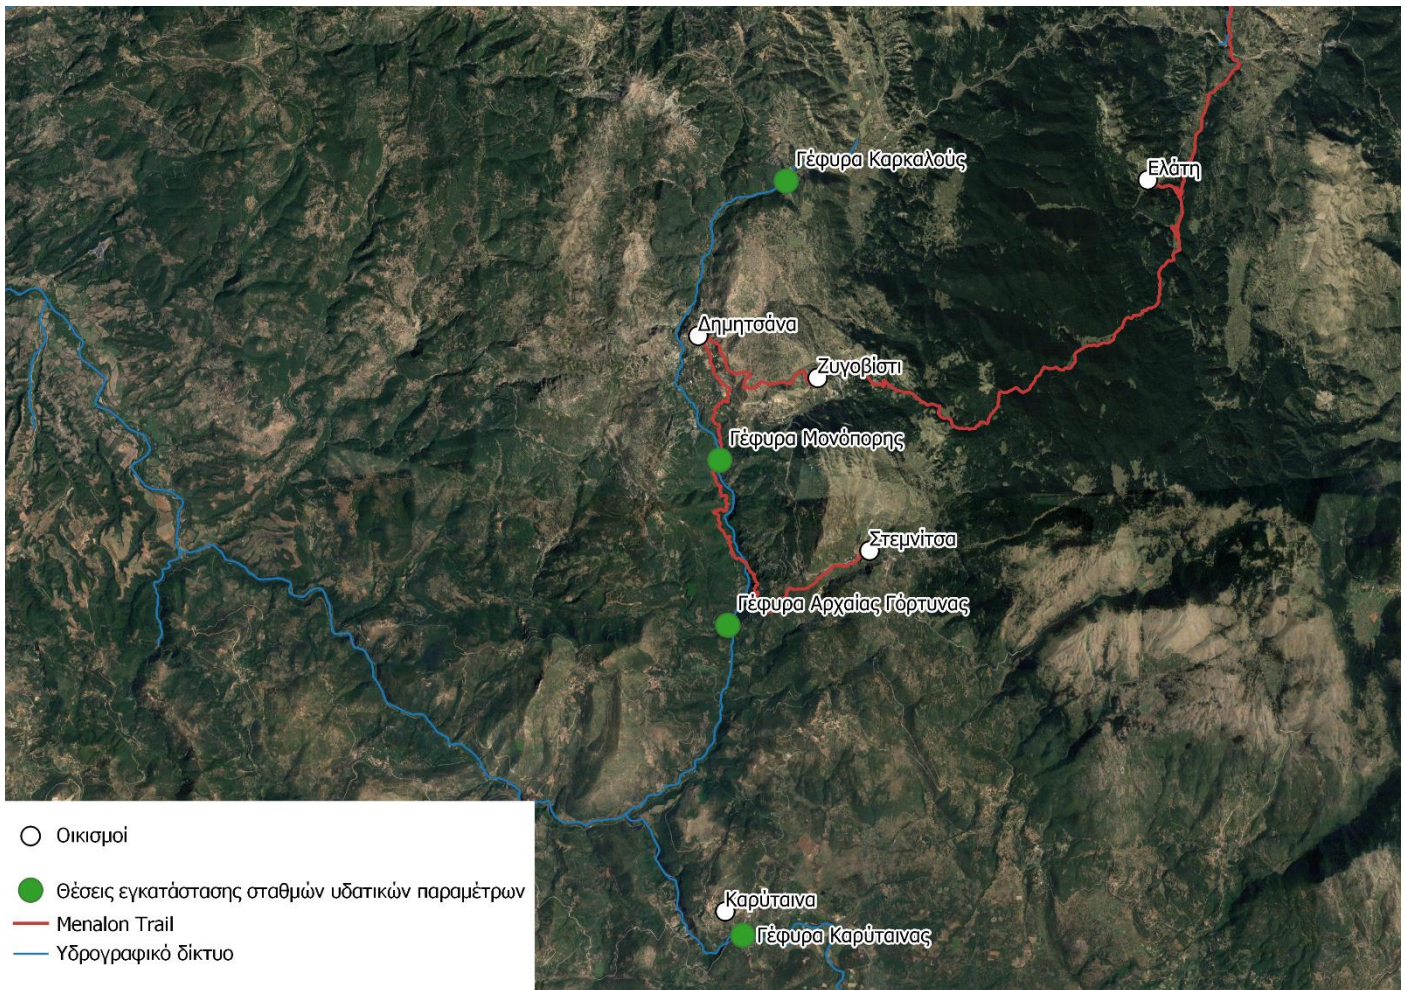 Γέφυρα Καρκαλούς
Ελάτη
Δημητσάνα
Ζυγοβίστι
Γέφυρα Μονόπορης
Στεμνίτσα
Γέφυρα Αρχαίας Γόρτυνας
Καρύταινα
Γέφυρα Καρύταινας
Οικισμοί
Θέσεις εγκατάστασης σταθμών υδατικών παραμέτρων
Menalon Trail
Υδρογραφικό δίκτυο